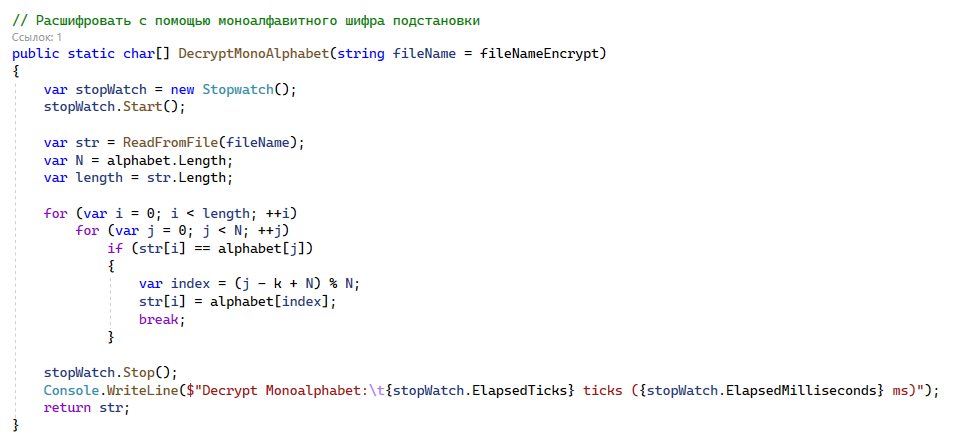 // Расшифровать с помощью моноалфавитного шифра подстановки
Ссылок: 1
public static char[] DecryptMonoAlphabet(string fileName = fileNameEncrypt)
{
    var stopWatch = new Stopwatch();
    stopWatch.Start();

    var str = ReadFromFile(fileName);
    var N = alphabet.Length;
    var length = str.Length;

    for (var i = 0; i < length; ++i)
        for (var j = 0; j < N; ++j)
            if (str[i] == alphabet[j])
            {
                var index = (j - k + N) % N;
                str[i] = alphabet[index];
                break;
            }

    stopWatch.Stop();
    Console.WriteLine($"Decrypt Monoalphabet:\t{stopWatch.ElapsedTicks} ticks ({stopWatch.ElapsedMilliseconds} ms)");
    return str;
}